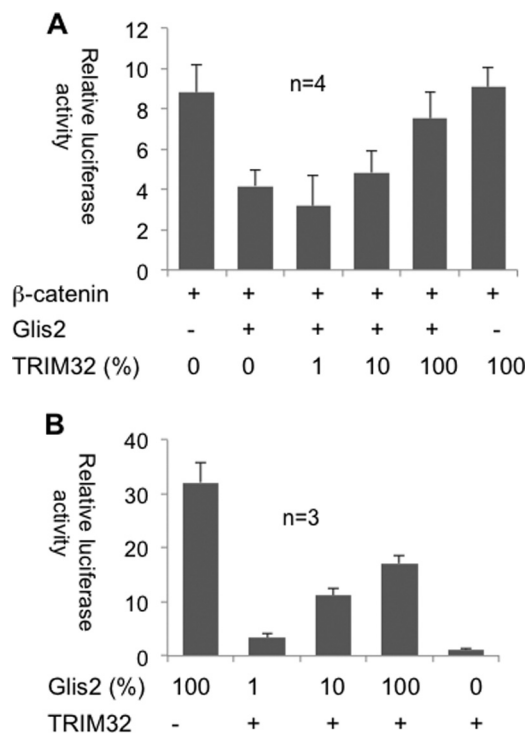 A
Relative luciferase
activity
12
10
8
6
4
2
0
n=4
β-catenin + + + + + +
Glis2 - + + + + -
TRIM32 (%) 0 0 1 10 100 100
B
Relative luciferase
activity
40
30
20
10
0
n=3
Glis2 (%) 100 1 10 100 0
TRIM32 - + + + +